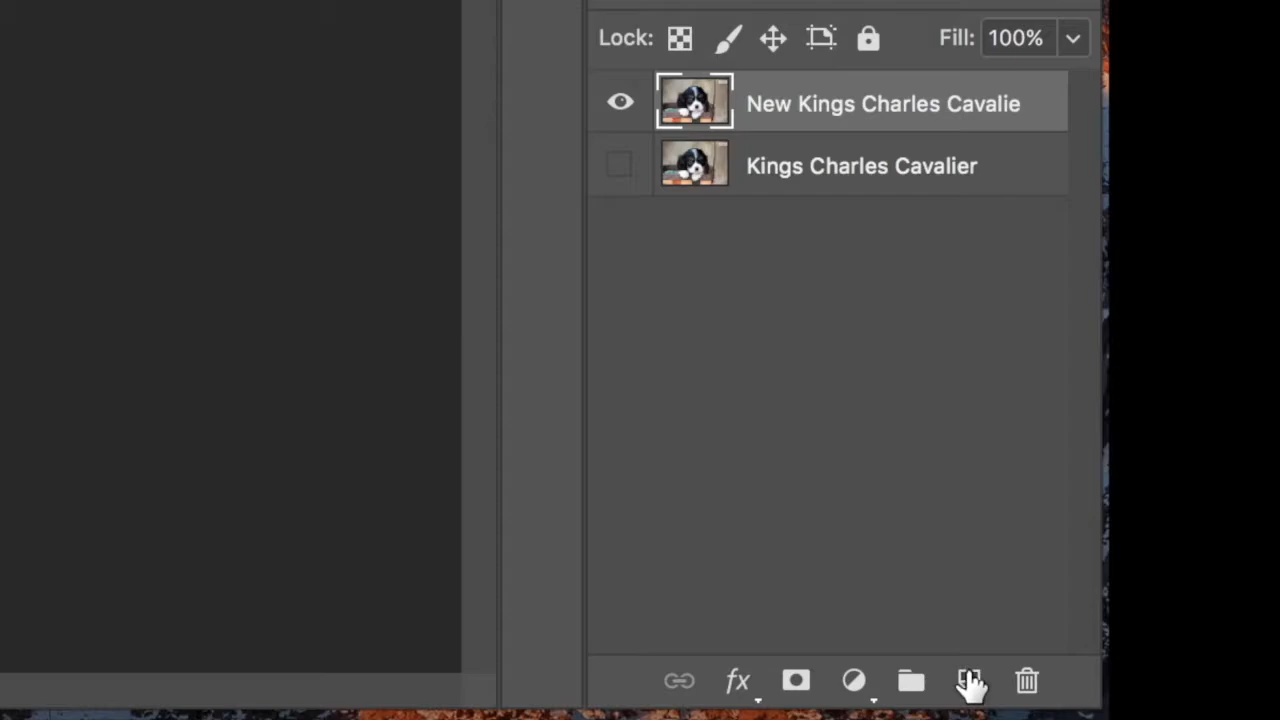 Lock:
Fill: 100%
New Kings Charles Cavalie
Kings Charles Cavalier
fx